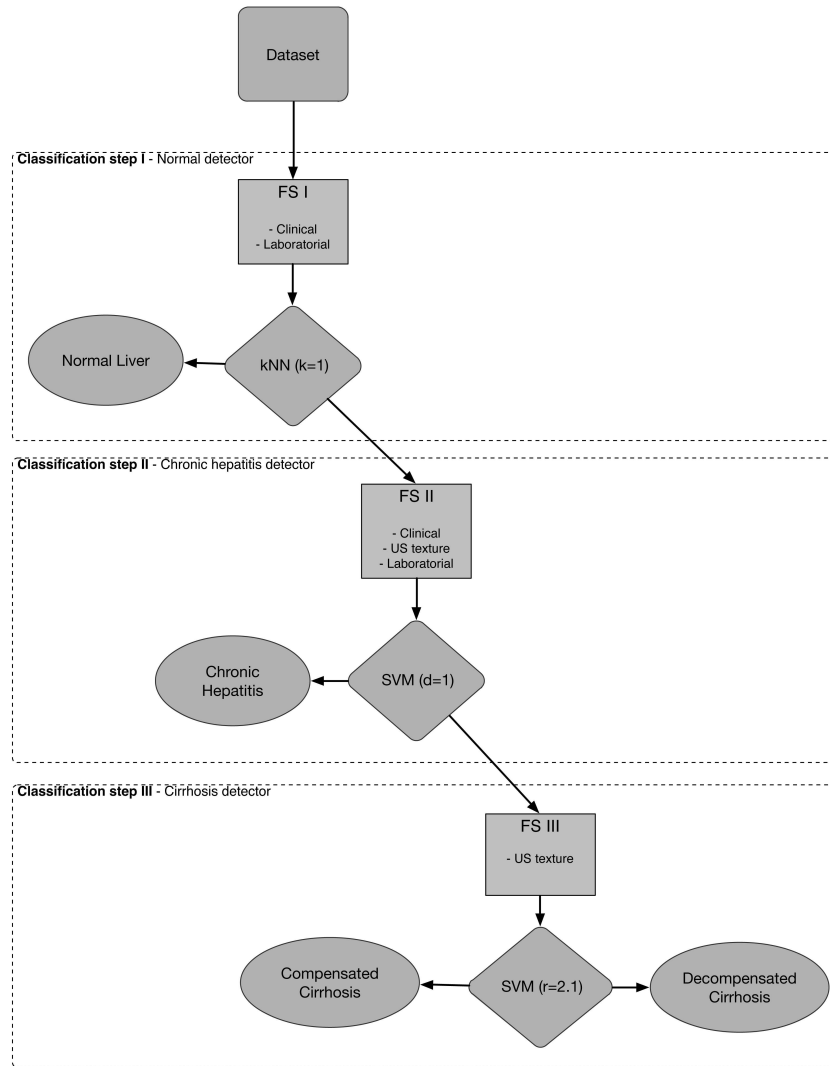 Dataset
Classification step I - Normal detector
FS I
- Clinical
- Laboratorial
Normal Liver
kNN (k=1)
Classification step II - Chronic hepatitis detector
FS II
- Clinical
- US texture
- Laboratorial
Chronic
Hepatitis
SVM (d=1)
Classification step III - Cirrhosis detector
FS III
- US texture
Compensated
Cirrhosis
SVM (r=2.1)
Decompensated
Cirrhosis